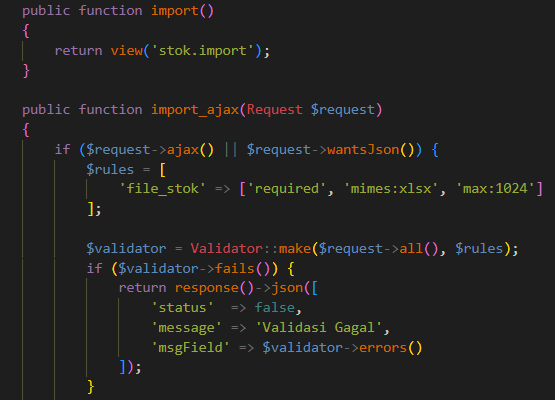 public function import()
{
    return view('stok.import');
}

public function import_ajax(Request $request)
{
    if ($request->ajax() || $request->wantsJson()) {
        $rules = [
            'file_stok' => ['required', 'mimes:xlsx', 'max:1024']
        ];

        $validator = Validator::make($request->all(), $rules);
        if ($validator->fails()) {
            return response()->json([
                'status'  => false,
                'message' => 'Validasi Gagal',
                'msgField' => $validator->errors()
            ]);
        }